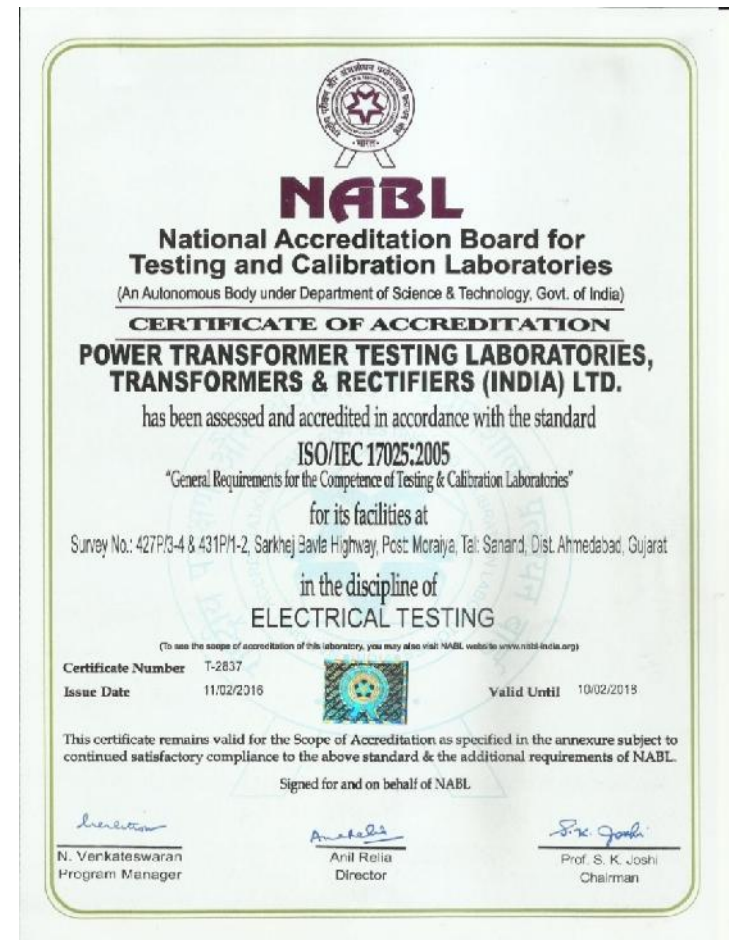 भारत
NABL
National Accreditation Board for
Testing and Calibration Laboratories
(An Autonomous Body under Department of Science & Technology, Govt. of India)
CERTIFICATE OF ACCREDITATION
POWER TRANSFORMER TESTING LABORATORIES,
TRANSFORMERS & RECTIFIERS (INDIA) LTD.
has been assessed and accredited in accordance with the standard
ISO/IEC 17025:2005
"General Requirements for the Competence of Testing & Calibration Laboratories"
for its facilities at
Survey No.: 427P/3-4 & 431P/1-2, Sarkhej Bavla Highway, Post: Moraiya, Tal: Sanand, Dist. Ahmedabad, Gujarat
in the discipline of
ELECTRICAL TESTING
(To see the scope of accreditation of this laboratory, you may also visit NABL website www.nabl-india.org)
Certificate Number T-2837
Issue Date 11/02/2016 Valid Until 10/02/2018
This certificate remains valid for the Scope of Accreditation as specified in the annexure subject to
continued satisfactory compliance to the above standard & the additional requirements of NABL.
Signed for and on behalf of NABL
S. K. Joshi
N. Venkateswaran Anil Relia Prof. S. K. Joshi
Program Manager Director Chairman